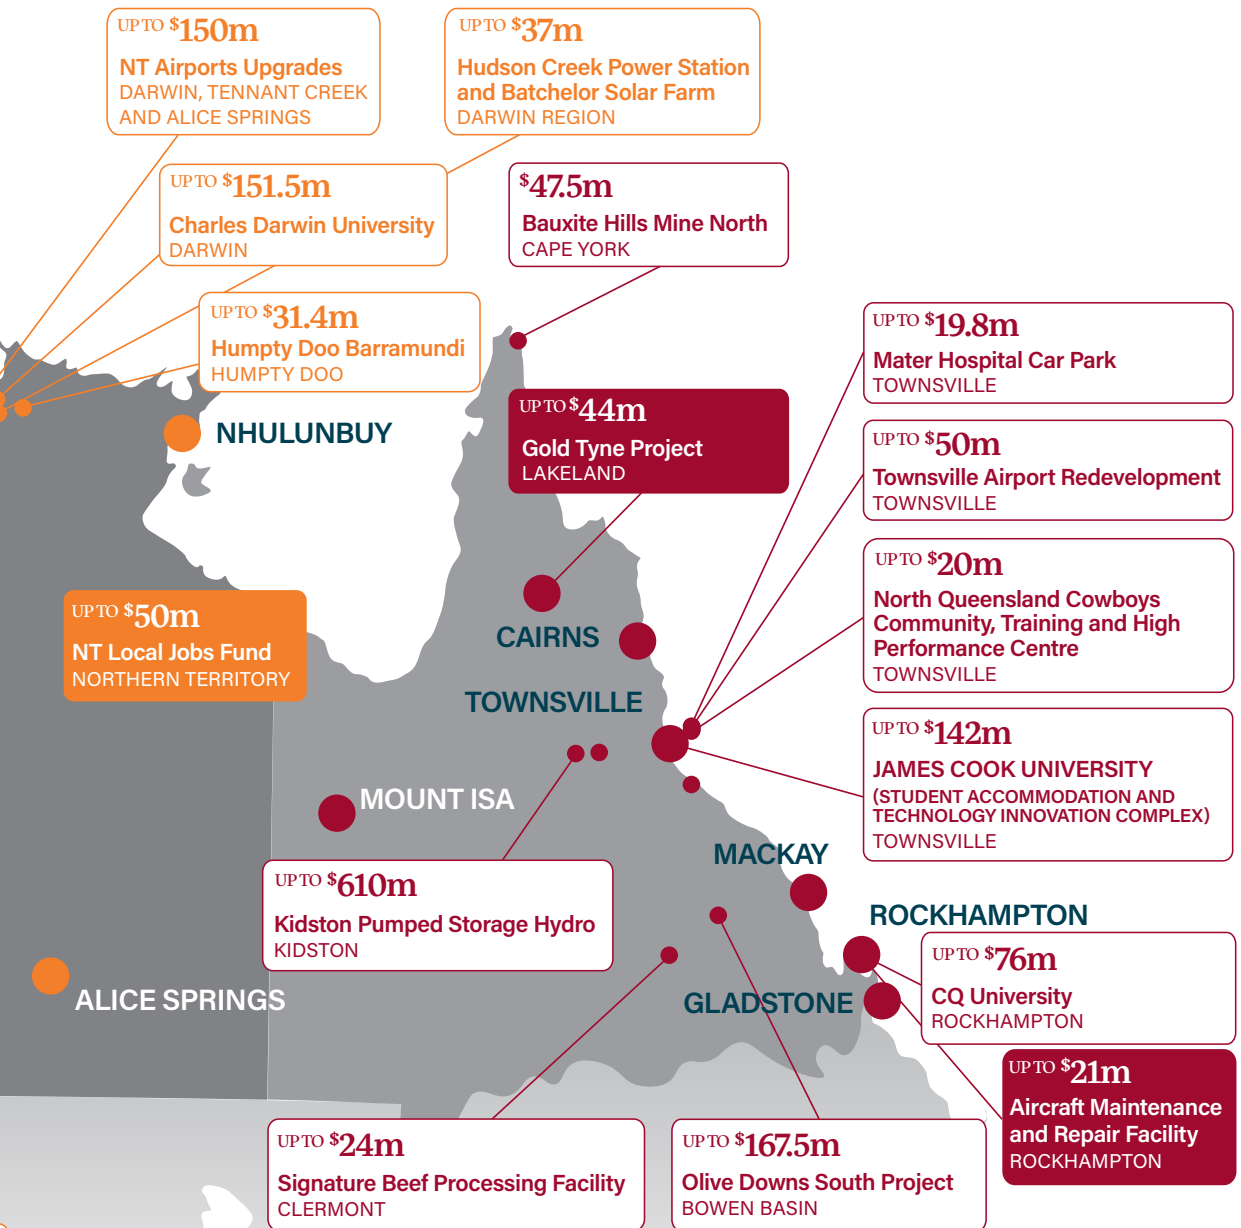 UP TO $150m
NT Airports Upgrades
DARWIN, TENNANT CREEK
AND ALICE SPRINGS
UP TO $37m
Hudson Creek Power Station
and Batchelor Solar Farm
DARWIN REGION
UP TO $151.5m
Charles Darwin University
DARWIN
$47.5m
Bauxite Hills Mine North
CAPE YORK
UP TO $31.4m
Humpty Doo Barramundi
HUMPTY DOO
NHULUNBUY
UP TO $44m
Gold Tyne Project
LAKELAND
UP TO $19.8m
Mater Hospital Car Park
TOWNSVILLE
UP TO $50m
Townsville Airport Redevelopment
TOWNSVILLE
UP TO $20m
North Queensland Cowboys
Community, Training and High
Performance Centre
TOWNSVILLE
UP TO $50m
NT Local Jobs Fund
NORTHERN TERRITORY
CAIRNS
TOWNSVILLE
UP TO $142m
JAMES COOK UNIVERSITY
(STUDENT ACCOMMODATION AND
TECHNOLOGY INNOVATION COMPLEX)
TOWNSVILLE
MOUNT ISA
MACKAY
UP TO $610m
Kidston Pumped Storage Hydro
KIDSTON
ROCKHAMPTON
UP TO $76m
CQ University
ROCKHAMPTON
ALICE SPRINGS
GLADSTONE
UP TO $21m
Aircraft Maintenance
and Repair Facility
ROCKHAMPTON
UP TO $24m
Signature Beef Processing Facility
CLERMONT
UP TO $167.5m
Olive Downs South Project
BOWEN BASIN